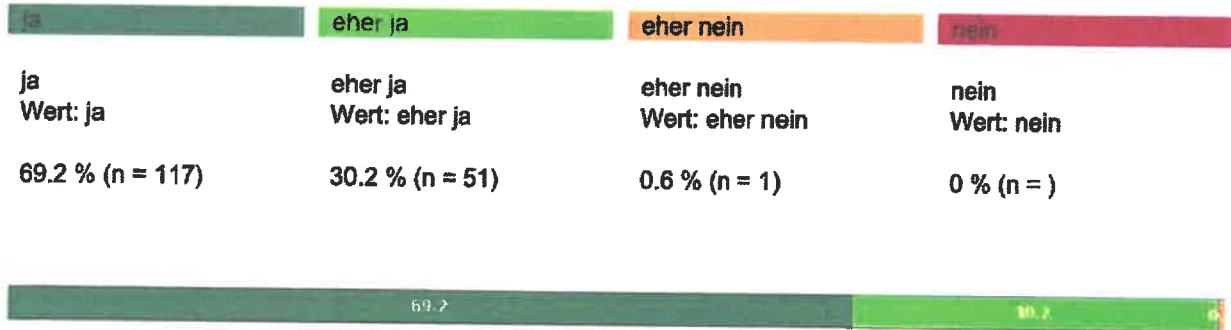 ja
eher ja
eher nein
nein
ja
Wert: ja
69.2 % (n = 117)
eher ja
Wert: eher ja
30.2 % (n = 51)
eher nein
Wert: eher nein
0.6 % (n = 1)
nein
Wert: nein
0 % (n = )
69.2
30.2